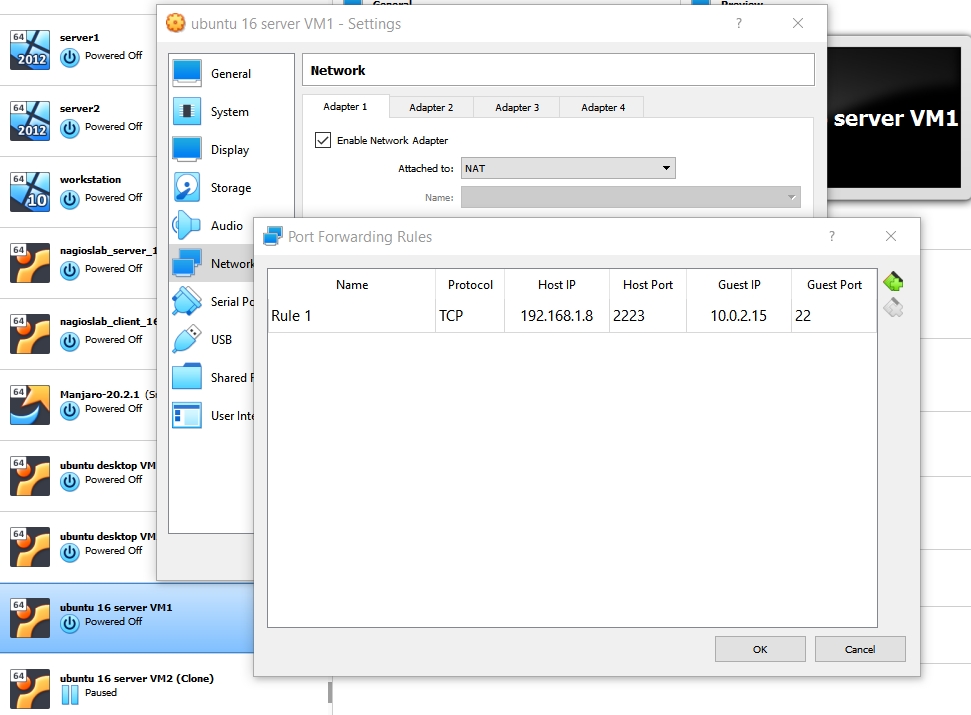 General
Preview
64
2012
server1
Powered Off
64
2012
server2
Powered Off
64
10
workstation
Powered Off
64
nagioslab_server_1
Powered Off
64
nagioslab_client_16
Powered Off
64
Manjaro-20.2.1 (Sn
Powered Off
64
ubuntu desktop VM
Powered Off
64
ubuntu desktop VM
Powered Off
64
ubuntu 16 server VM1
Powered Off
64
ubuntu 16 server VM2 (Clone)
Paused
ubuntu 16 server VM1 - Settings
?
General
System
Display
Storage
Audio
Network
Serial Po
USB
Shared F
User Inte
Network
Adapter 1 Adapter 2 Adapter 3 Adapter 4
Enable Network Adapter
Attached to: NAT
Name:
server VM1
Port Forwarding Rules
?
Name Protocol Host IP Host Port Guest IP Guest Port
Rule 1 TCP 192.168.1.8 2223 10.0.2.15 22
OK Cancel